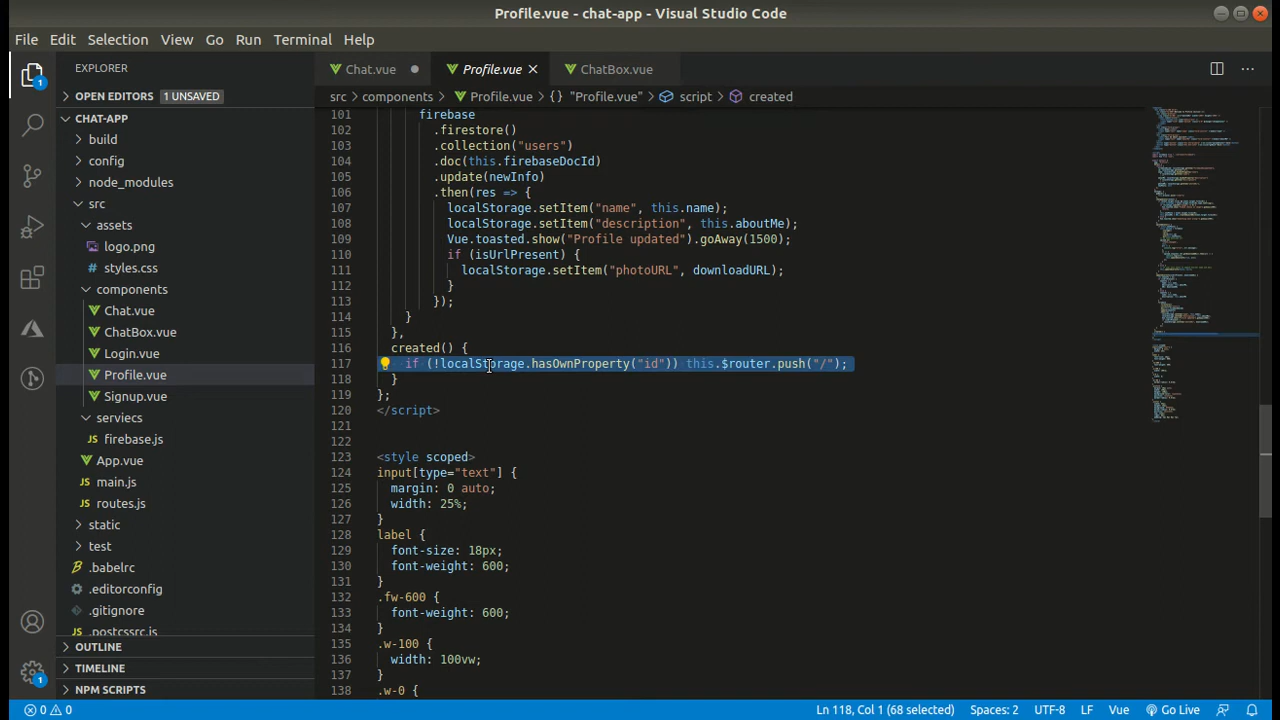 Profile.vue - chat-app - Visual Studio Code
File Edit Selection View Go Run Terminal Help
EXPLORER
OPEN EDITORS 1 UNSAVED
CHAT-APP
build
config
node_modules
src
assets
logo.png
styles.css
components
Chat.vue
ChatBox.vue
Login.vue
Profile.vue
Signup.vue
serviecs
firebase.js
App.vue
main.js
routes.js
static
test
.babelrc
.editorconfig
.gitignore
.postcssrc.js
OUTLINE
TIMELINE
NPM SCRIPTS
1
1
Chat.vue Profile.vue ChatBox.vue
src > components > Profile.vue > {} "Profile.vue" > script > created
101 firebase
102 .firestore()
103 .collection("users")
104 .doc(this.firebaseDocId)
105 .update(newInfo)
106 .then(res => {
107 localStorage.setItem("name", this.name);
108 localStorage.setItem("description", this.aboutMe);
109 Vue.toasted.show("Profile updated").goAway(1500);
110 if (isUrlPresent) {
111 localStorage.setItem("photoURL", downloadURL);
112 }
113 });
114 }
115 },
116 created() {
117 if (!localStorage.hasOwnProperty("id")) this.$router.push("/");
118 }
119 };
120 </script>
121
122
123 <style scoped>
124 input[type="text"] {
125 margin: 0 auto;
126 width: 25%;
127 }
128 label {
129 font-size: 18px;
130 font-weight: 600;
131 }
132 .fw-600 {
133 font-weight: 600;
134 }
135 .w-100 {
136 width: 100vw;
137 }
138 .w-0 {
0 0 Ln 118, Col 1 (68 selected) Spaces: 2 UTF-8 LF Vue Go Live